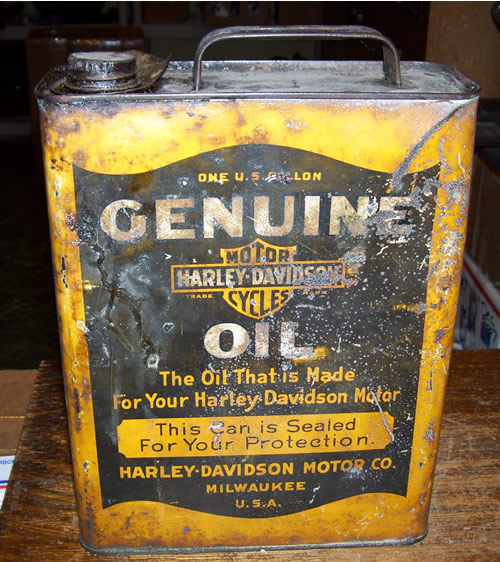 ONE U.S. GALLON
GENUINE
MOTOR
HARLEY-DAVIDSON
TRADE MARK
CYCLES
OIL
The Oil That is Made
For Your Harley-Davidson Motor
This Can is Sealed
For Your Protection.
HARLEY-DAVIDSON MOTOR CO.
MILWAUKEE
U.S.A.